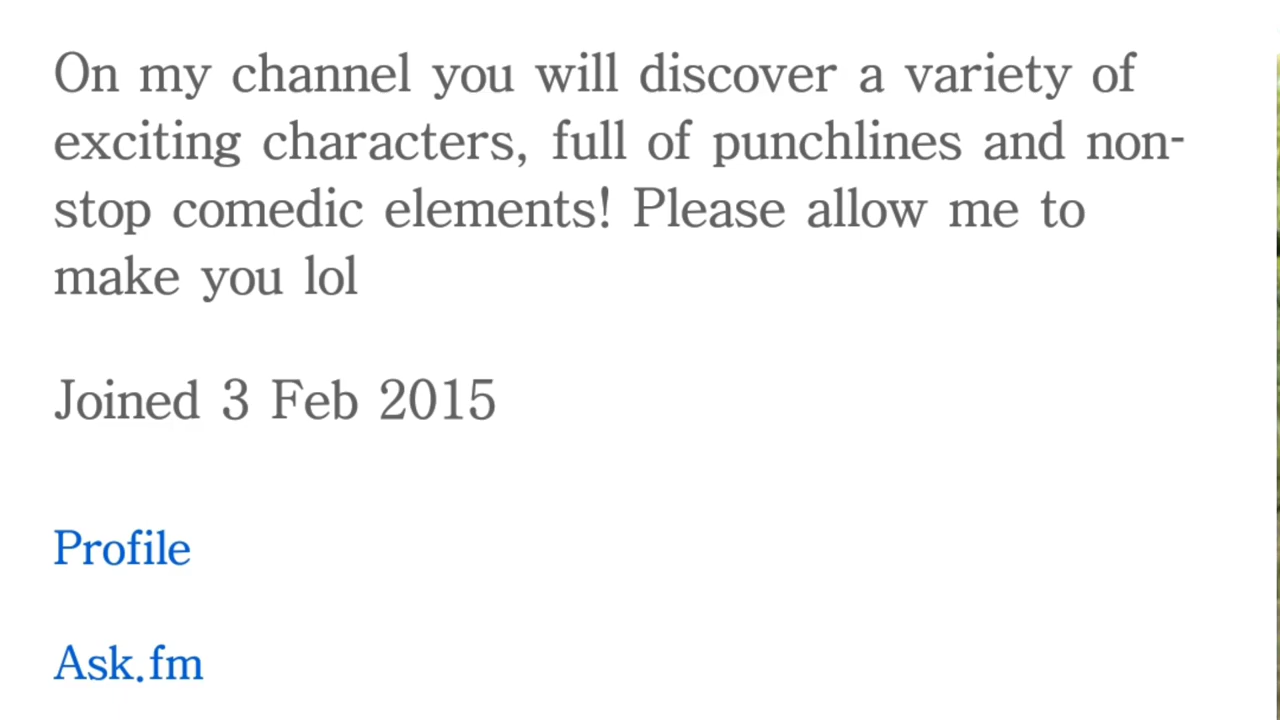 On my channel you will discover a variety of
exciting characters, full of punchlines and non-
stop comedic elements! Please allow me to
make you lol
Joined 3 Feb 2015
Profile
Ask.fm